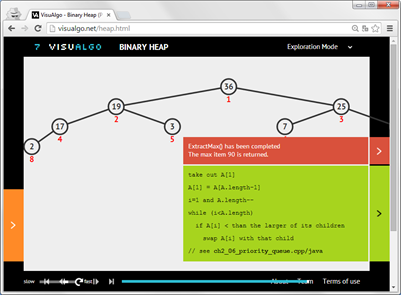 VisuAlgo - Binary Heap (P
visualgo.net/heap.html
7 VISUALGO BINARY HEAP Exploration Mode
36
1
19
2
25
3
17
4
3
5
7
2
8
ExtractMax() has been completed
The max item 90 is returned.
take out A[1]
A[1] = A[A.length-1]
i=1 and A.length--
while (i<A.length)
if A[i] < than the larger of its children
swap A[i] with that child
// see ch2_06_priority_queue.cpp/java
slow fast About Team Terms of use